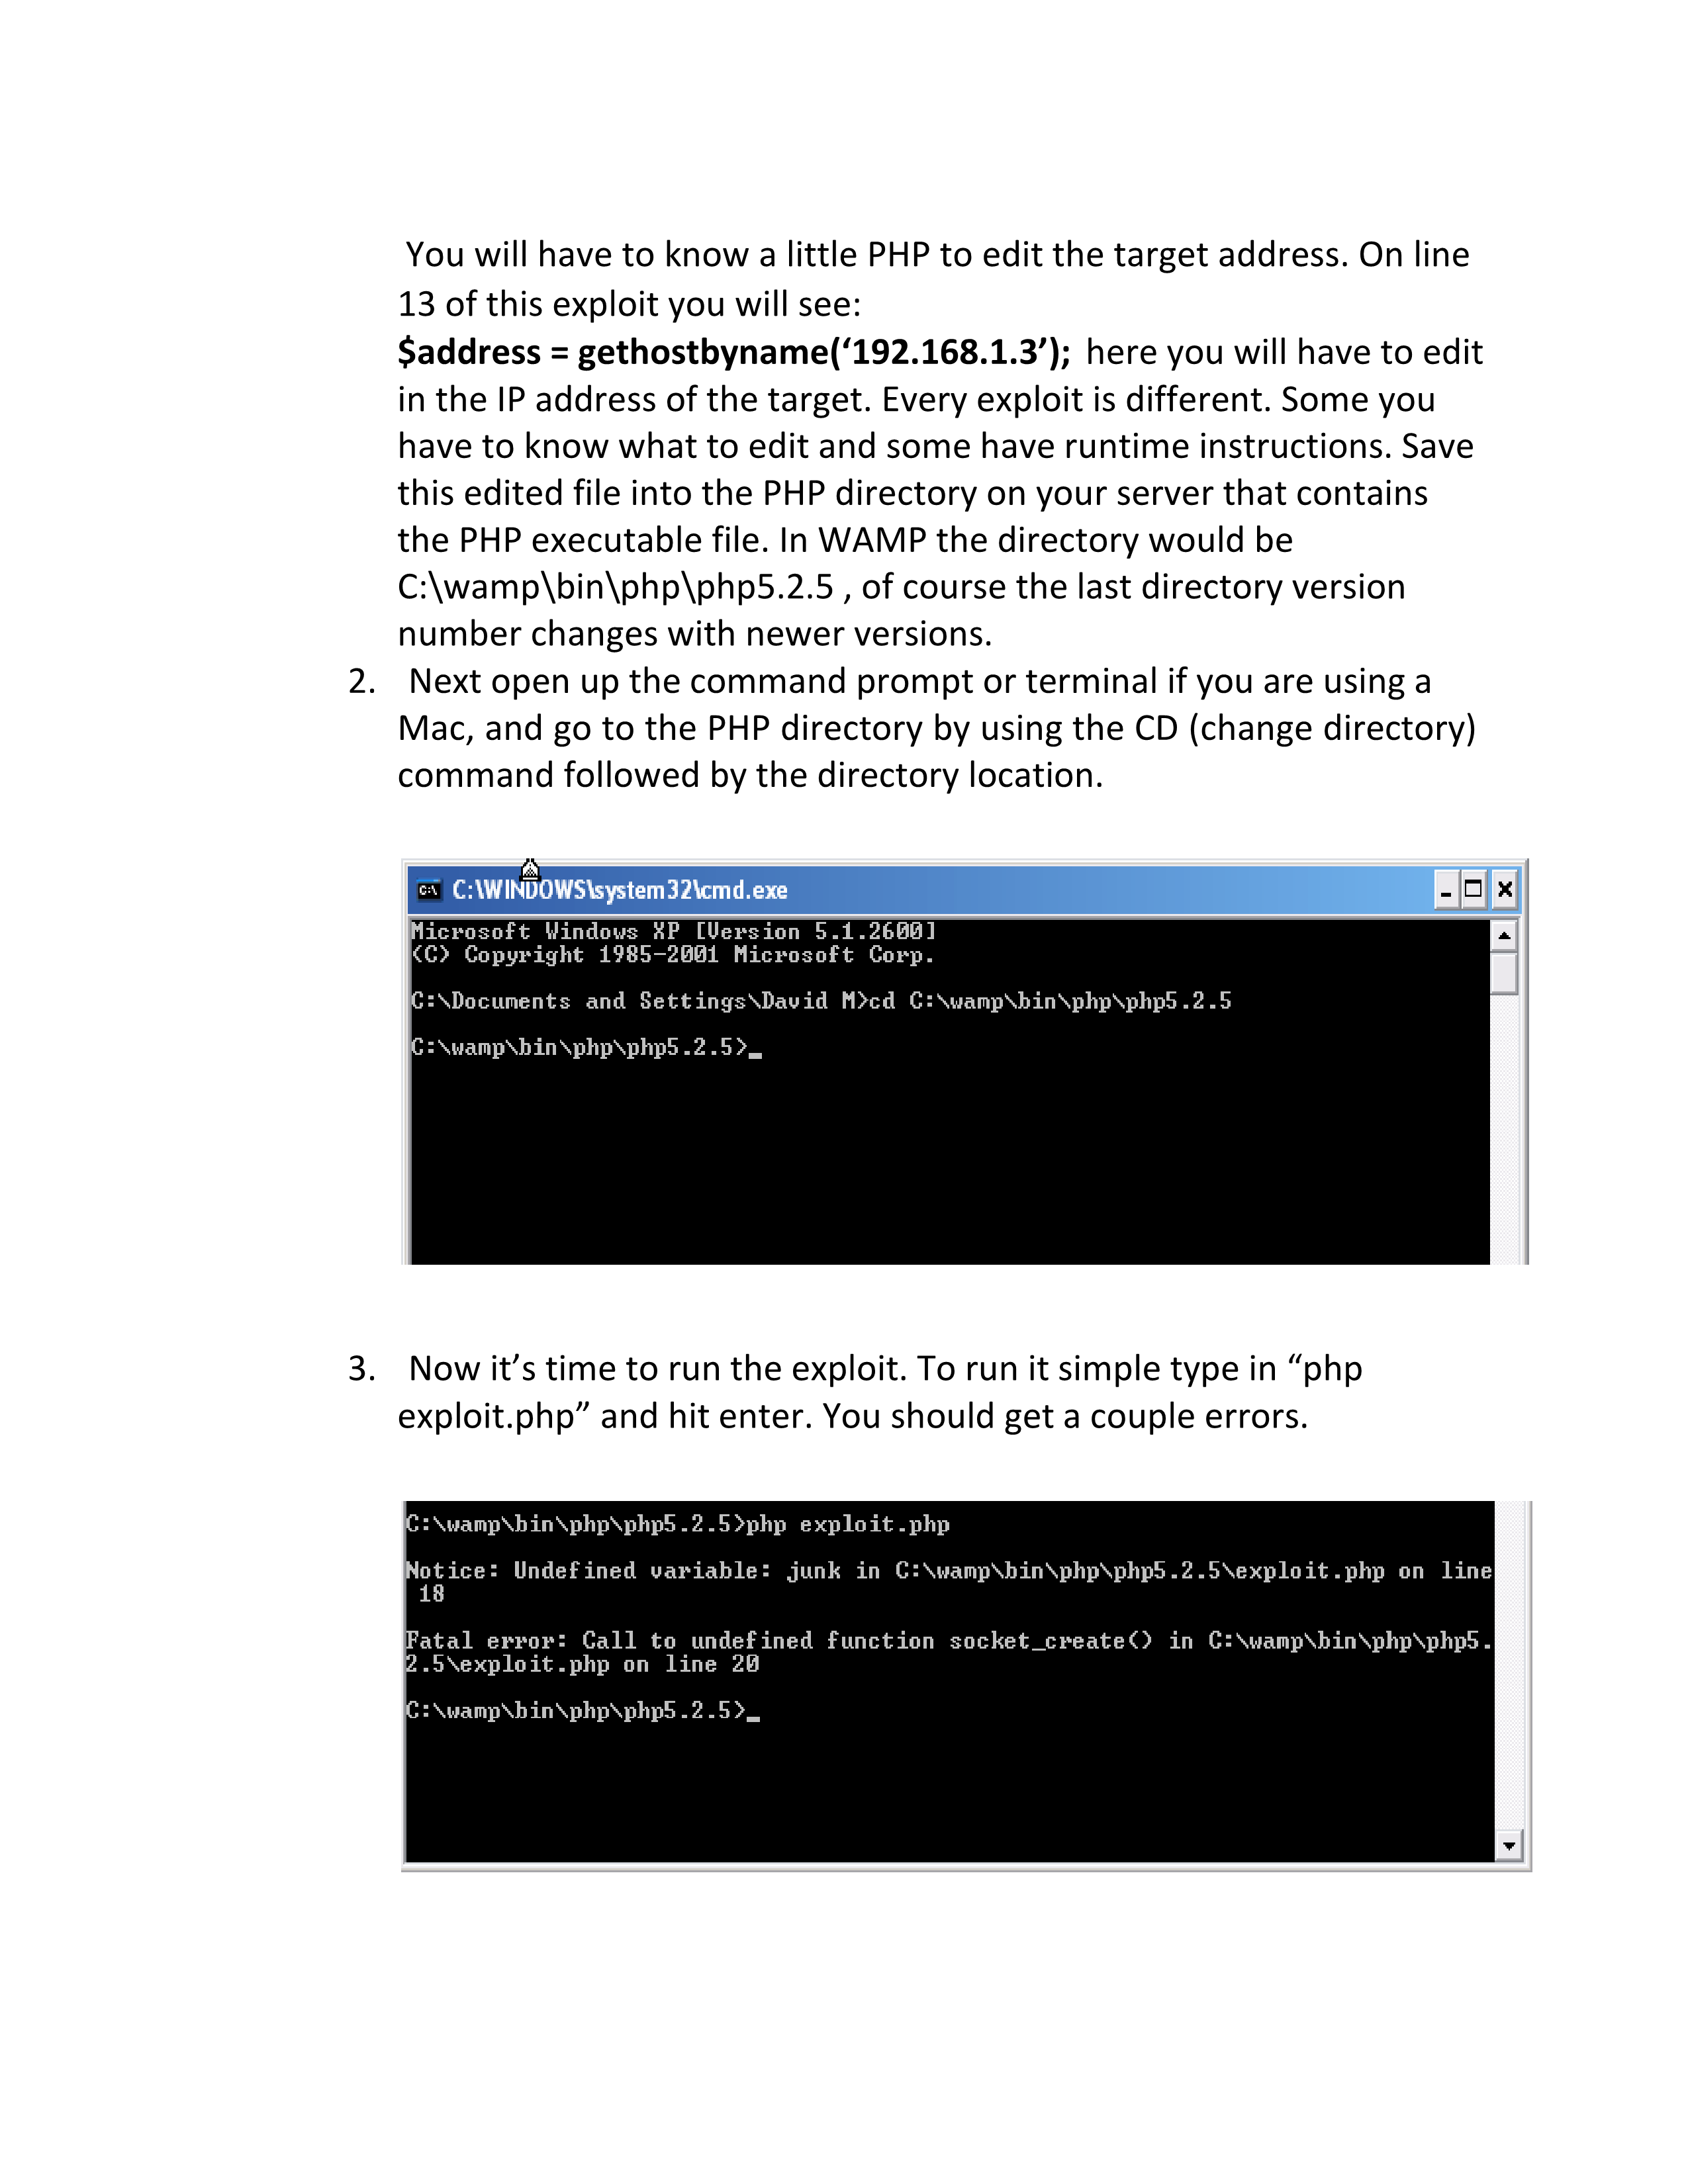 You will have to know a little PHP to edit the target address. On line
13 of this exploit you will see:
$address = gethostbyname(‘192.168.1.3’); here you will have to edit
in the IP address of the target. Every exploit is different. Some you
have to know what to edit and some have runtime instructions. Save
this edited file into the PHP directory on your server that contains
the PHP executable file. In WAMP the directory would be
C:\wamp\bin\php\php5.2.5 , of course the last directory version
number changes with newer versions.
2. Next open up the command prompt or terminal if you are using a
Mac, and go to the PHP directory by using the CD (change directory)
command followed by the directory location.
C:\WINDOWS\system32\cmd.exe
Microsoft Windows XP [Version 5.1.2600]
(C) Copyright 1985-2001 Microsoft Corp.
C:\Documents and Settings\David M>cd C:\wamp\bin\php\php5.2.5
C:\wamp\bin\php\php5.2.5>_
3. Now it’s time to run the exploit. To run it simple type in “php
exploit.php” and hit enter. You should get a couple errors.
C:\wamp\bin\php\php5.2.5>php exploit.php
Notice: Undefined variable: junk in C:\wamp\bin\php\php5.2.5\exploit.php on line
18
Fatal error: Call to undefined function socket_create() in C:\wamp\bin\php\php5.
2.5\exploit.php on line 20
C:\wamp\bin\php\php5.2.5>_